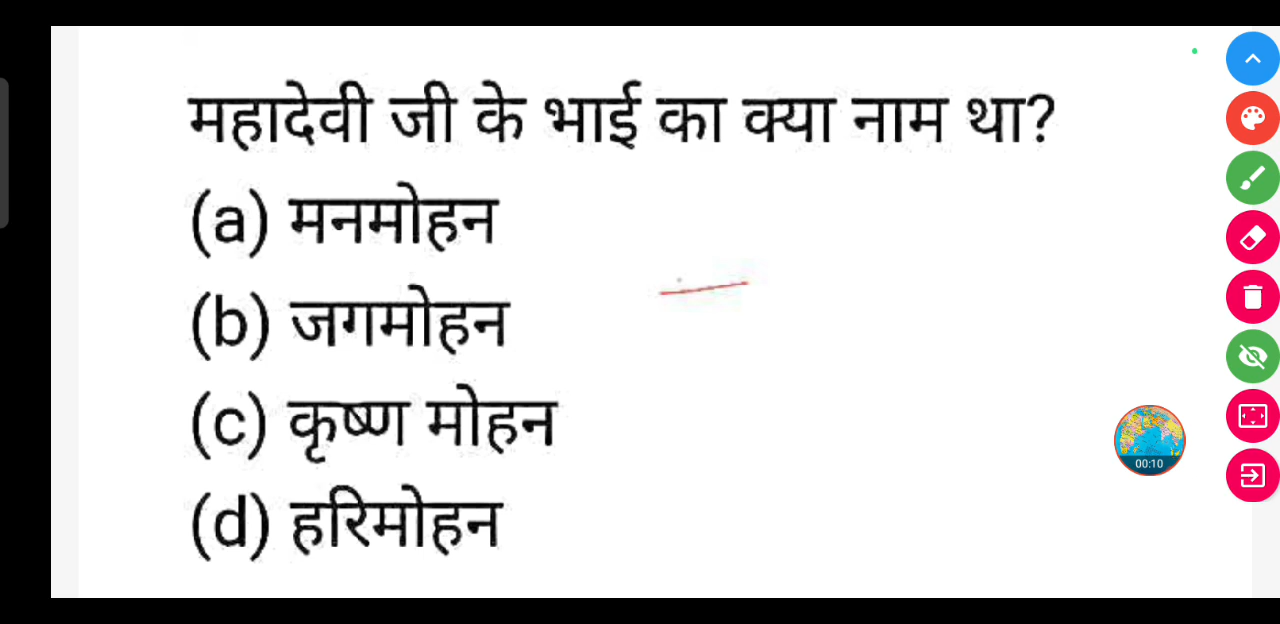 महादेवी जी के भाई का क्या नाम था?
(a) मनमोहन
(b) जगमोहन
(c) कृष्ण मोहन
(d) हरिमोहन
00:10